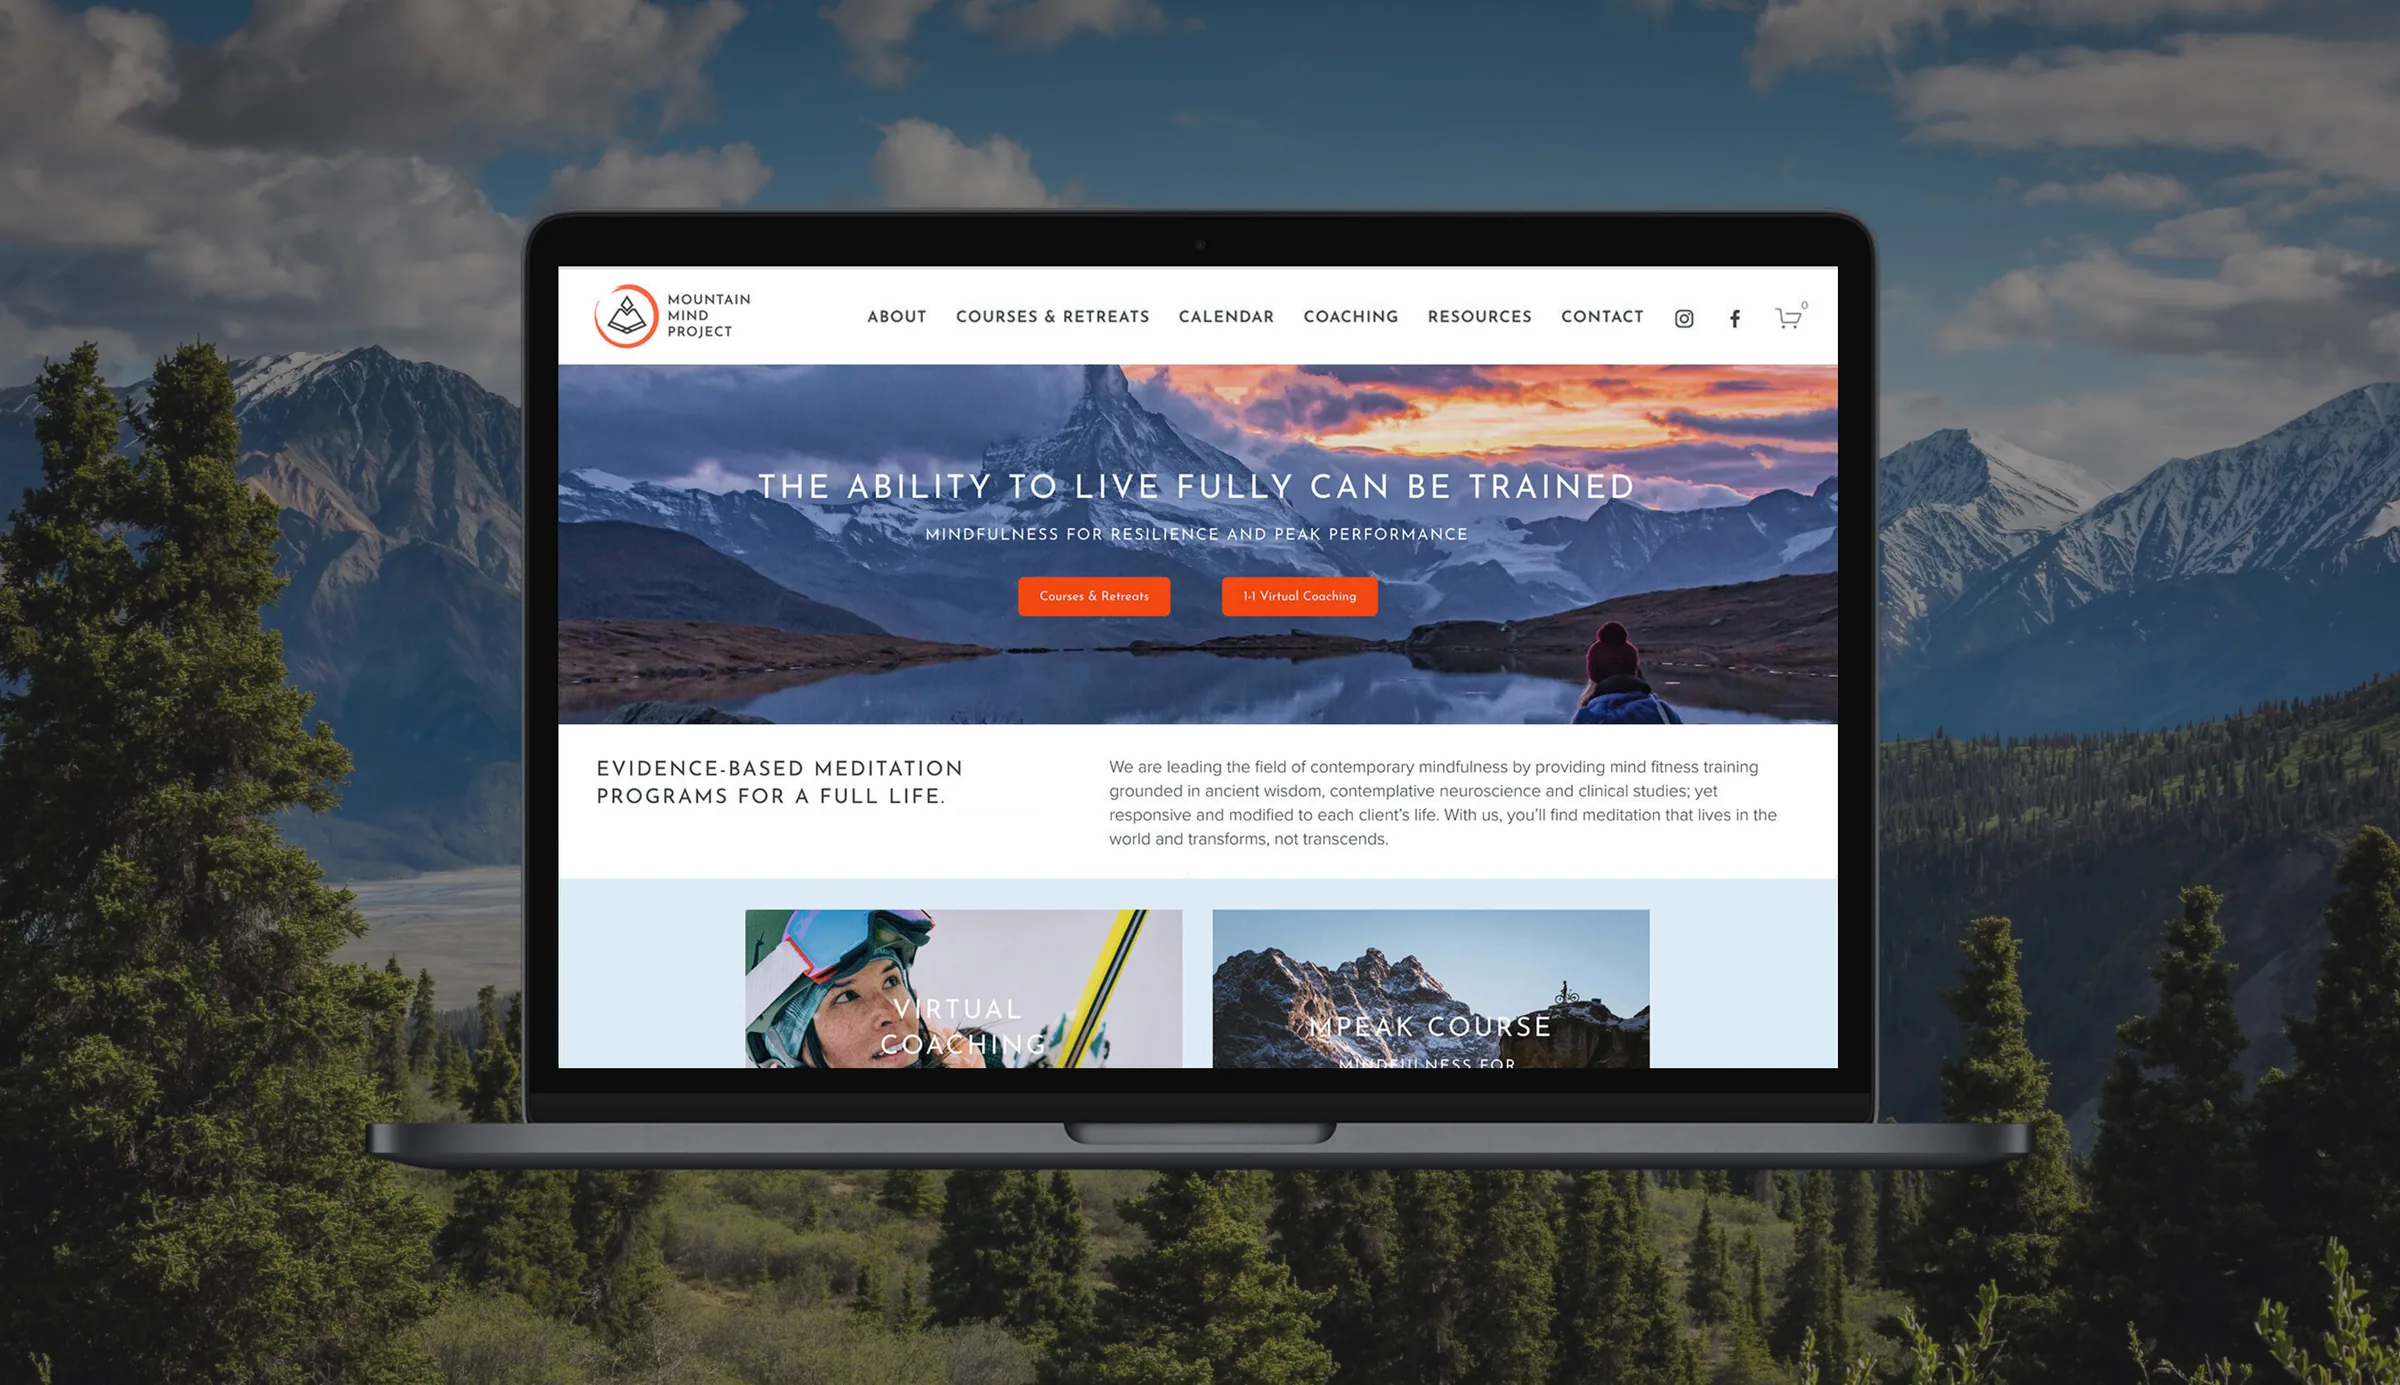 MOUNTAIN
MIND
PROJECT
ABOUT COURSES & RETREATS CALENDAR COACHING RESOURCES CONTACT 0
THE ABILITY TO LIVE FULLY CAN BE TRAINED
MINDFULNESS FOR RESILIENCE AND PEAK PERFORMANCE
Courses & Retreats 1-1 Virtual Coaching
EVIDENCE-BASED MEDITATION
PROGRAMS FOR A FULL LIFE.
We are leading the field of contemporary mindfulness by providing mind fitness training
grounded in ancient wisdom, contemplative neuroscience and clinical studies; yet
responsive and modified to each client's life. With us, you'll find meditation that lives in the
world and transforms, not transcends.
VIRTUAL
COACHING
MPEAK COURSE
MINDFULNESS FOR